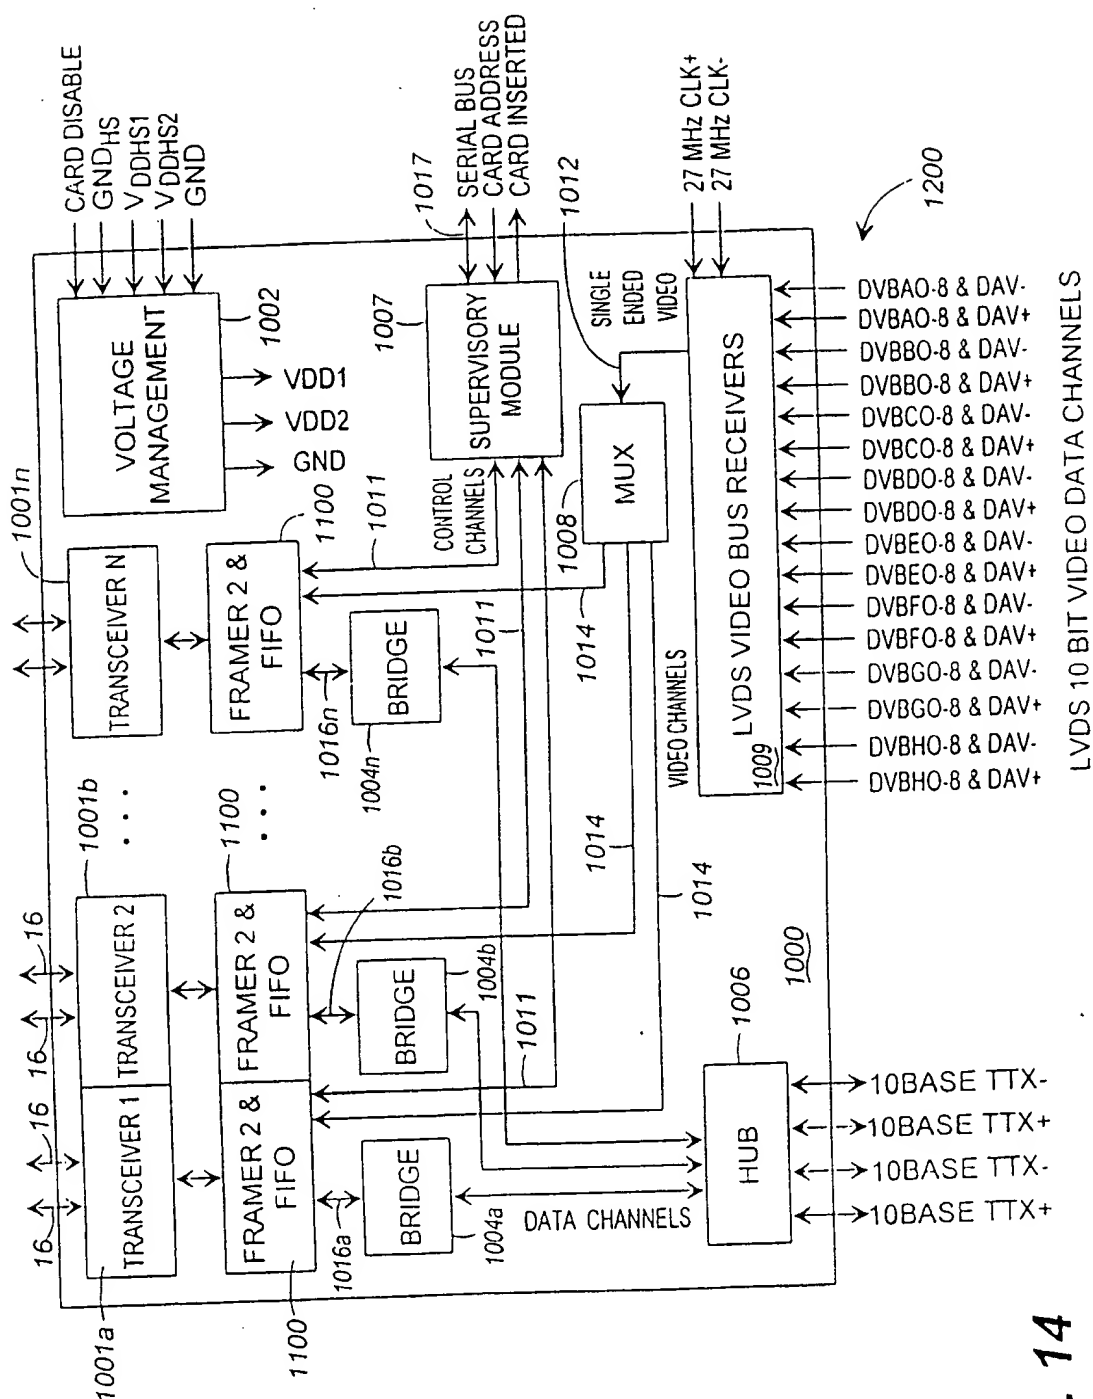 CARD DISABLE
GNDHS
VDDHS1
VDDHS2
GND
VOLTAGE
MANAGEMENT
1002
VDD1
VDD2
GND
1001n
TRANSCEIVER N
1100
FRAMER 2 &
FIFO
1011
CONTROL
CHANNELS
1007
SUPERVISORY
MODULE
1017
SERIAL BUS
CARD ADDRESS
CARD INSERTED
1012
SINGLE
ENDED
VIDEO
27 MHz CLK+
27 MHz CLK-
1008
MUX
1014
1011
1016n
BRIDGE
1004n
VIDEO CHANNELS
LVDS VIDEO BUS RECEIVERS
1009
1200
1001b
. . .
1100
. . .
16
16
TRANSCEIVER 2
FRAMER 2 &
FIFO
1016b
BRIDGE
1004b
1014
1014
1011
16
16
TRANSCEIVER 1
1001a
FRAMER 2 &
FIFO
1100
1016a
BRIDGE
1004a
DATA CHANNELS
HUB
1006
1000
10BASE TTX-
10BASE TTX+
10BASE TTX-
10BASE TTX+
DVBAO-8 & DAV-
DVBAO-8 & DAV+
DVBBO-8 & DAV-
DVBBO-8 & DAV+
DVBCO-8 & DAV-
DVBCO-8 & DAV+
DVBDO-8 & DAV-
DVBDO-8 & DAV+
DVBEO-8 & DAV-
DVBEO-8 & DAV+
DVBFO-8 & DAV-
DVBFO-8 & DAV+
DVBGO-8 & DAV-
DVBGO-8 & DAV+
DVBHO-8 & DAV-
DVBHO-8 & DAV+
LVDS 10 BIT VIDEO DATA CHANNELS
. 14